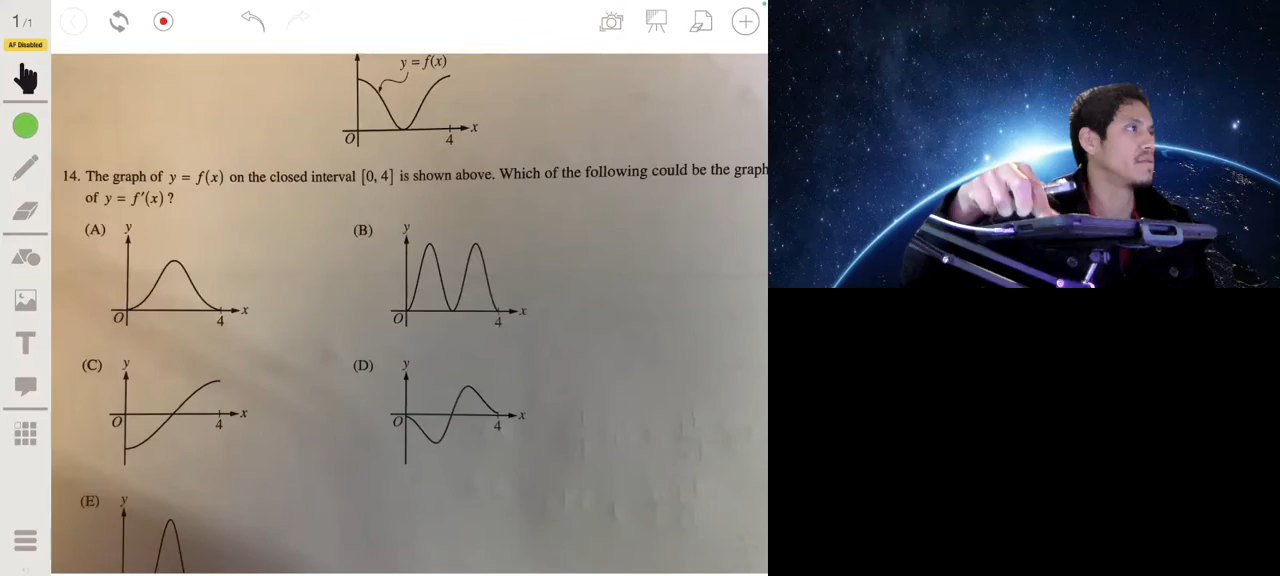 1/1
AF Disabled
T
y = f(x)
O 4 x
14. The graph of y = f(x) on the closed interval [0, 4] is shown above. Which of the following could be the graph
of y = f′(x) ?
(A) y
O 4 x
(B) y
O 4 x
(C) y
O 4 x
(D) y
O 4 x
(E) y